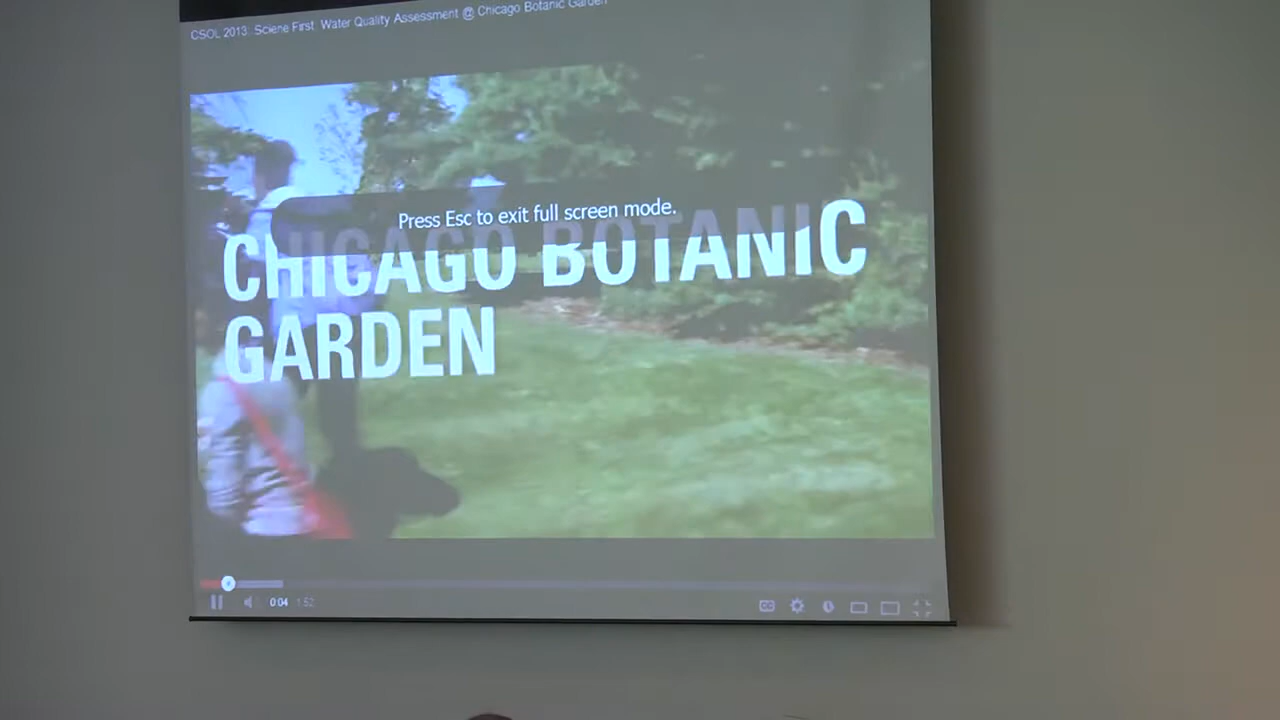 CSOL 2013: Sciene First: Water Quality Assessment @ Chicago Botanic Garden
Press Esc to exit full screen mode.
CHICAGO BOTANIC
GARDEN
0:04 1:52
CC